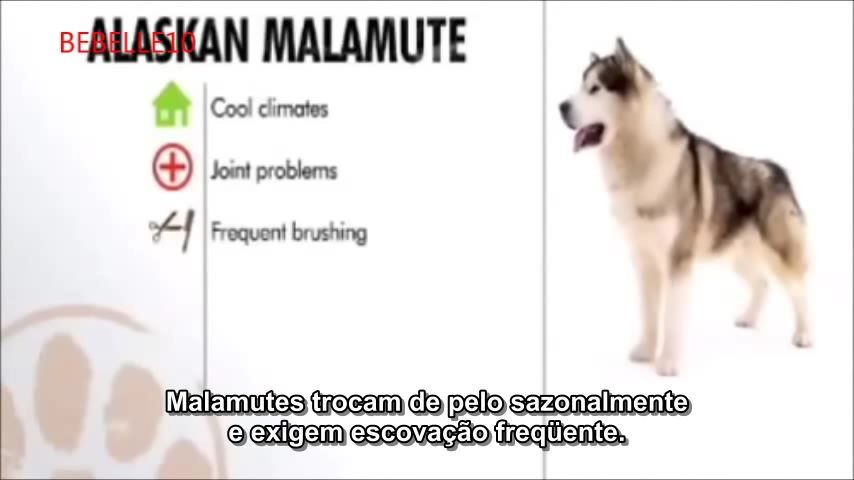 BEBELLE10
ALASKAN MALAMUTE
Cool climates
Joint problems
Frequent brushing
Malamutes trocam de pelo sazonalmente
e exigem escovação freqüente.